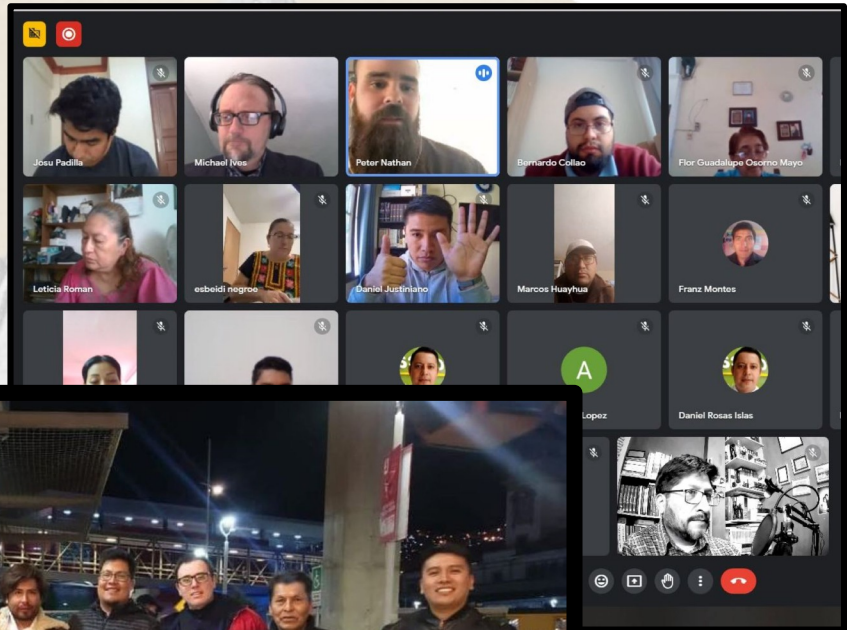 Josu Padilla
Michael Ives
Peter Nathan
Bernardo Collao
Flor Guadalupe Osorno Mayo
Leticia Roman
esbeidi negroe
Daniel Justiniano
Marcos Huayhua
Franz Montes
A
Lopez
Daniel Rosas Islas